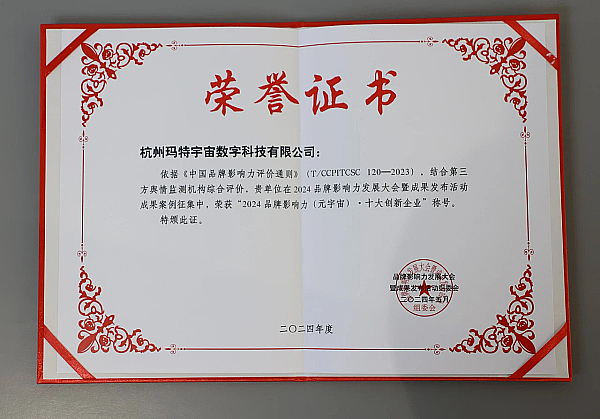 荣誉证书
杭州玛特宇宙数字科技有限公司：
依据《中国品牌影响力评价通则》（T/CCPITCSC 120—2023），结合第三
方舆情监测机构综合评价，贵单位在2024品牌影响力发展大会暨成果发布活动
成果案例征集中，荣获“2024品牌影响力（元宇宙）·十大创新企业”称号。
特颁此证。
品牌影响力发展大会
暨成果发布活动组委会
二〇二四年五月
组委会
二〇二四年度